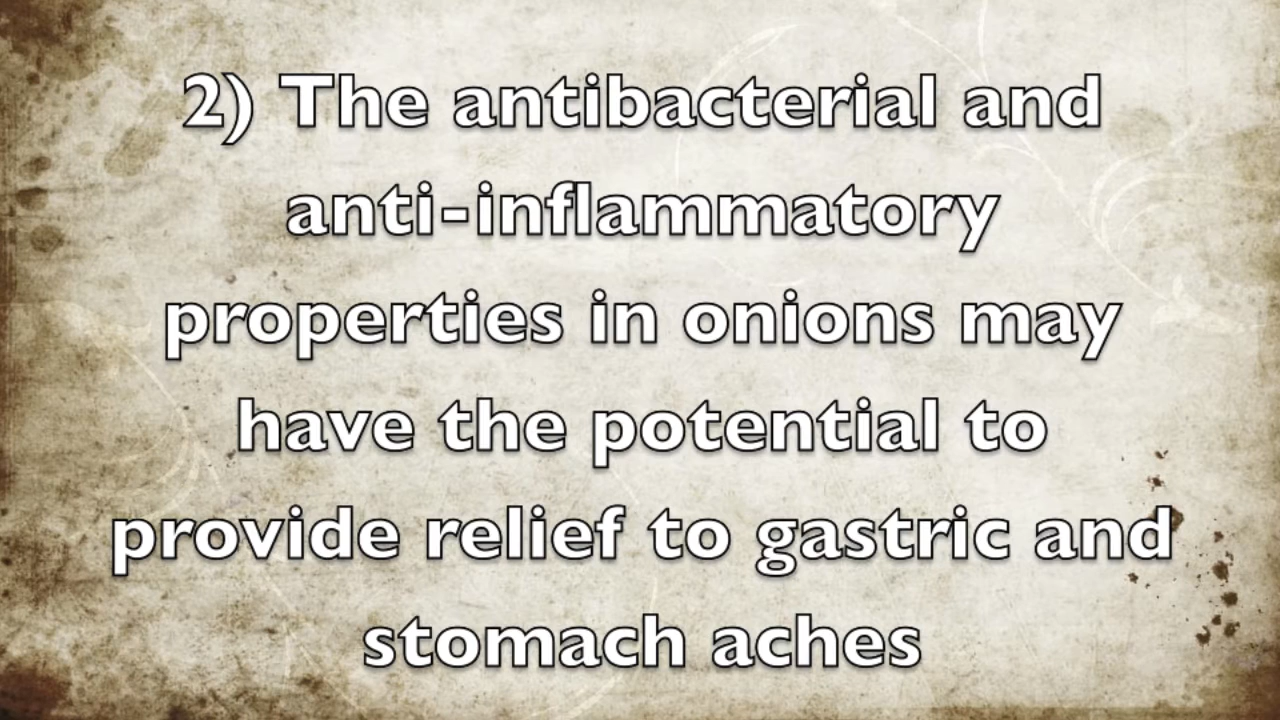 2) The antibacterial and
anti-inflammatory
properties in onions may
have the potential to
provide relief to gastric and
stomach aches